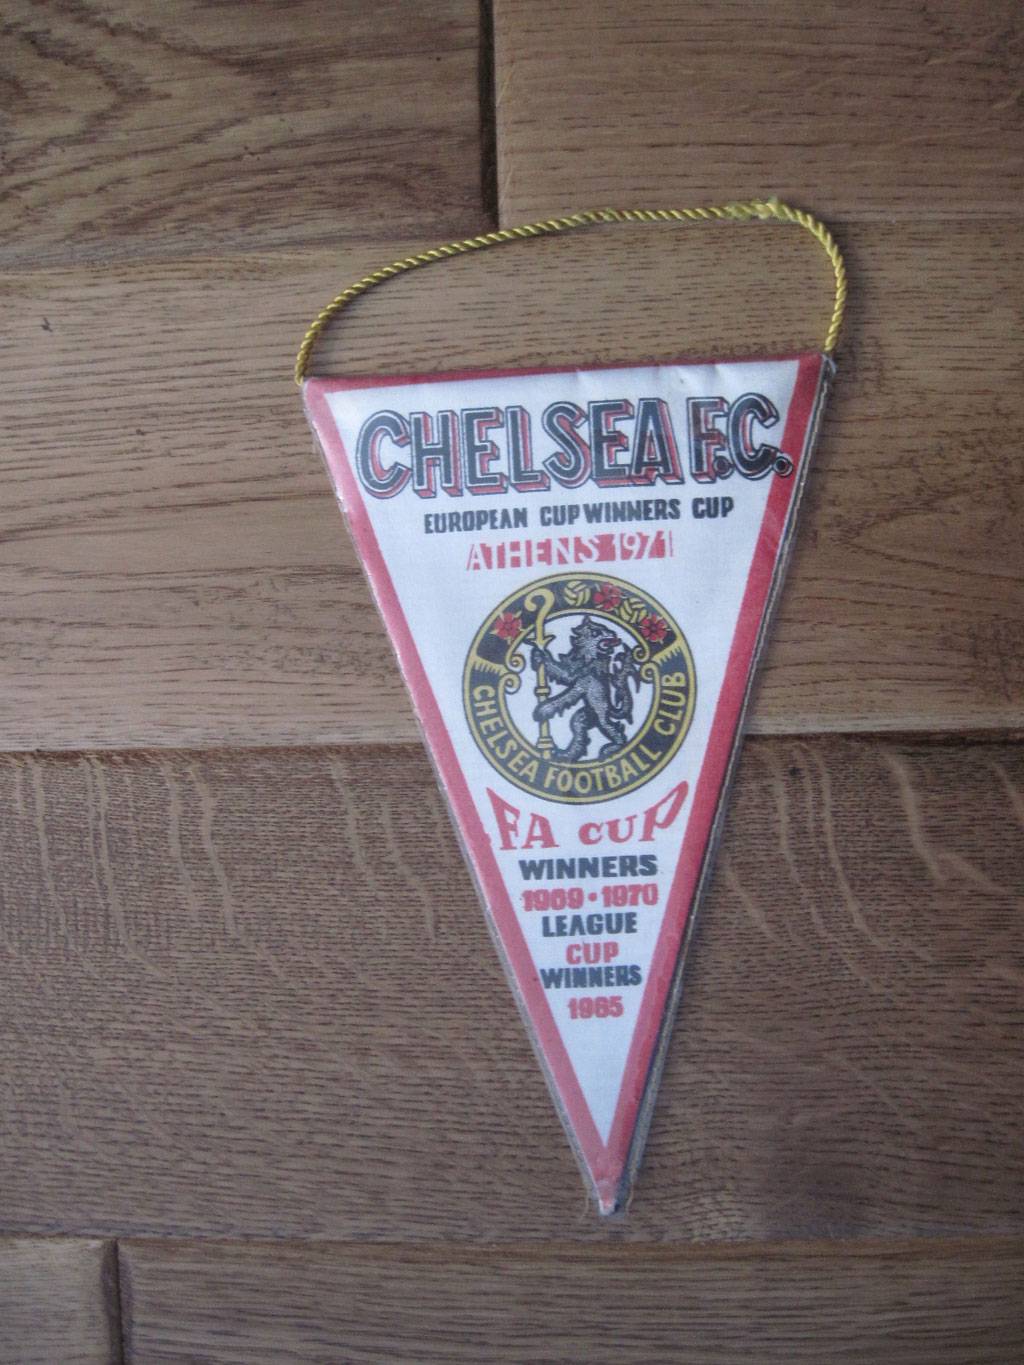 CHELSEA F.C.
EUROPEAN CUP WINNERS CUP
ATHENS 1971
CHELSEA FOOTBALL CLUB
FA CUP
WINNERS
1969•1970
LEAGUE
CUP
WINNERS
1965